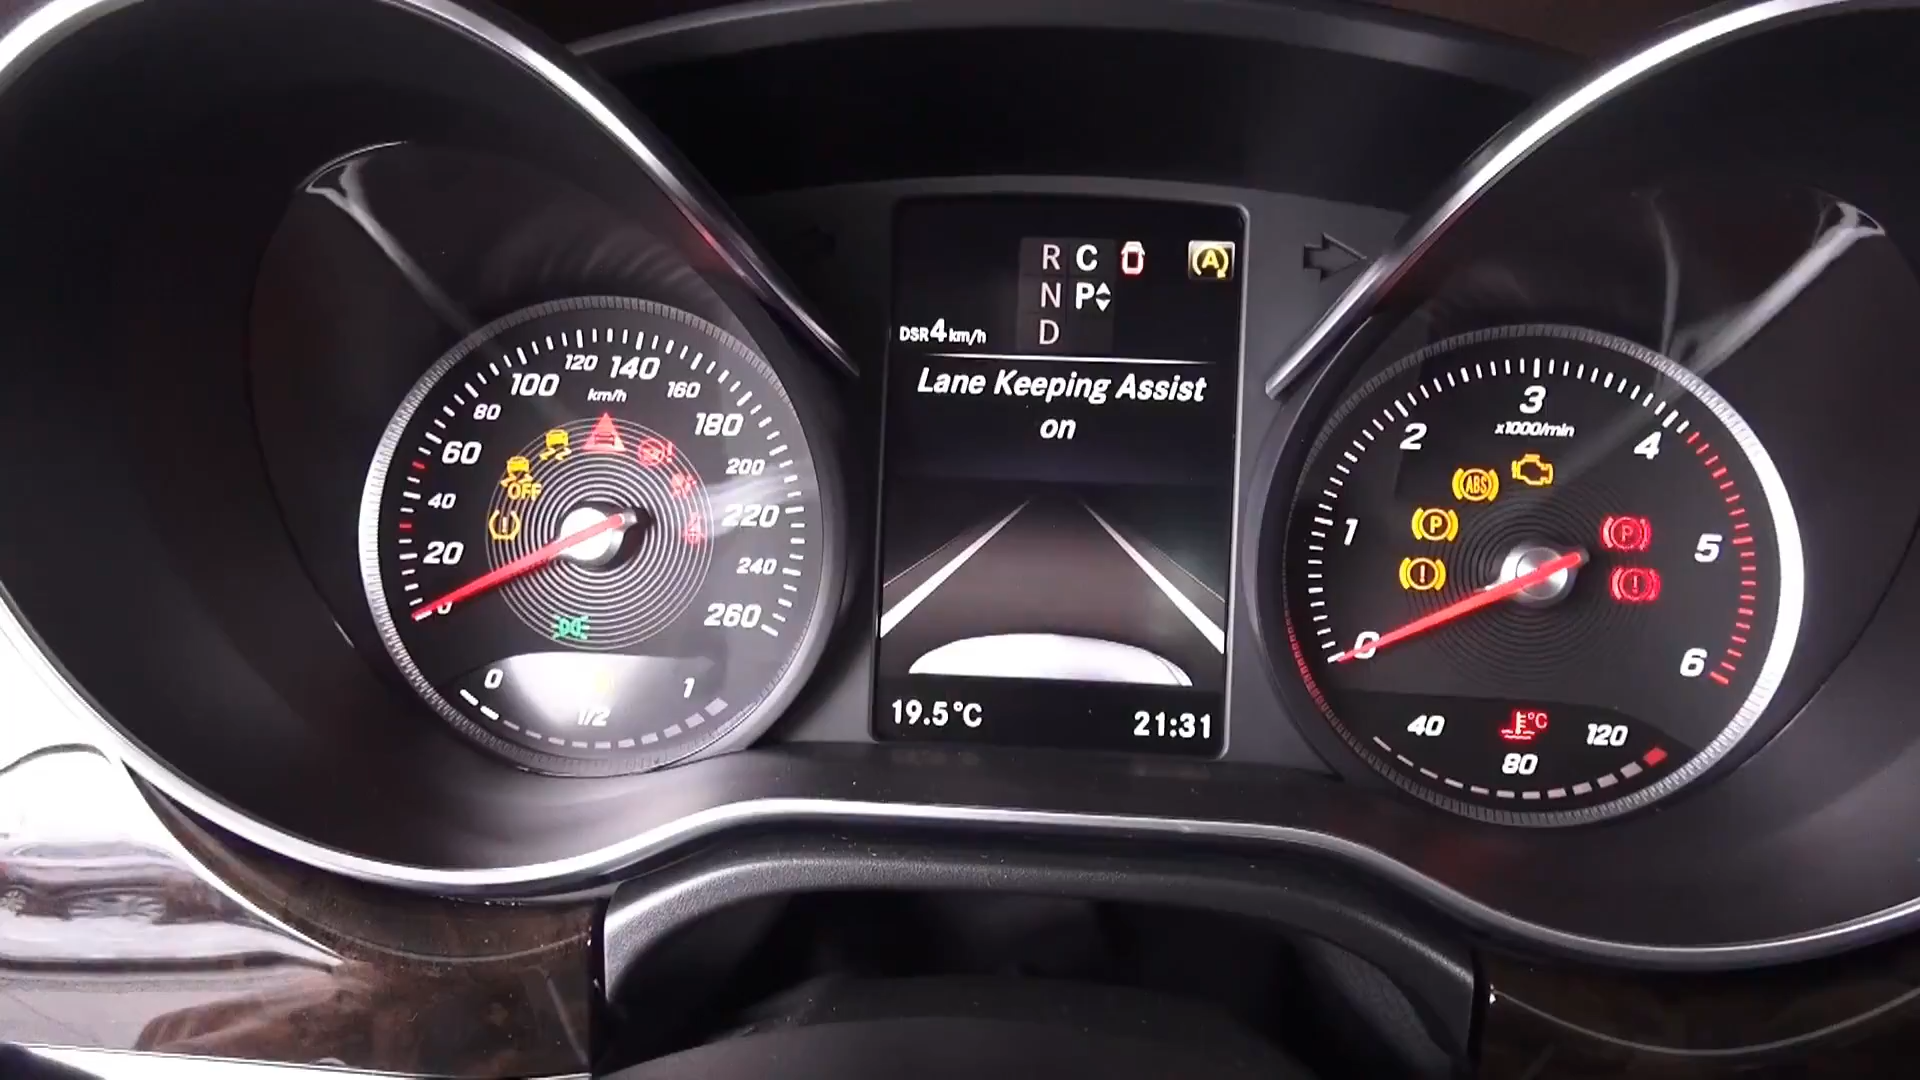 0
20
40
60
80
100
120
140
160
180
200
220
240
260
km/h
OFF
0
1/2
1
R C
A
N P
D
DSR 4 km/h
Lane Keeping Assist
on
19.5°C
21:31
0
1
2
3
4
5
6
x1000/min
ABS
P
P
40
°C
120
80